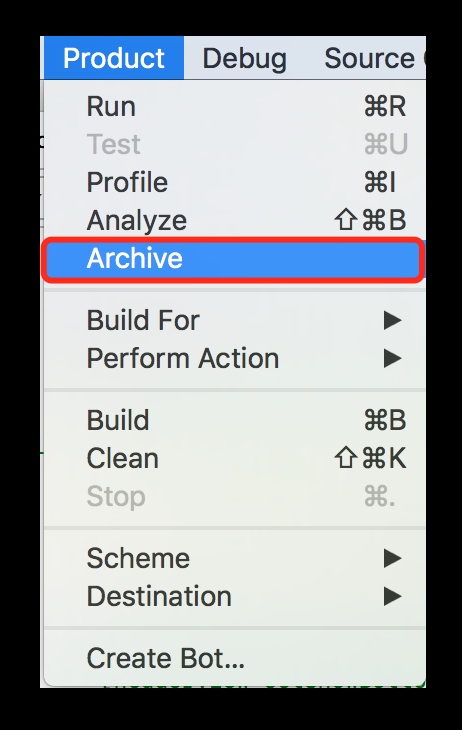 Product Debug Source
Run ⌘R
Test ⌘U
Profile ⌘I
Analyze ⇧⌘B
Archive
Build For ▶
Perform Action ▶
Build ⌘B
Clean ⇧⌘K
Stop ⌘.
Scheme ▶
Destination ▶
Create Bot...